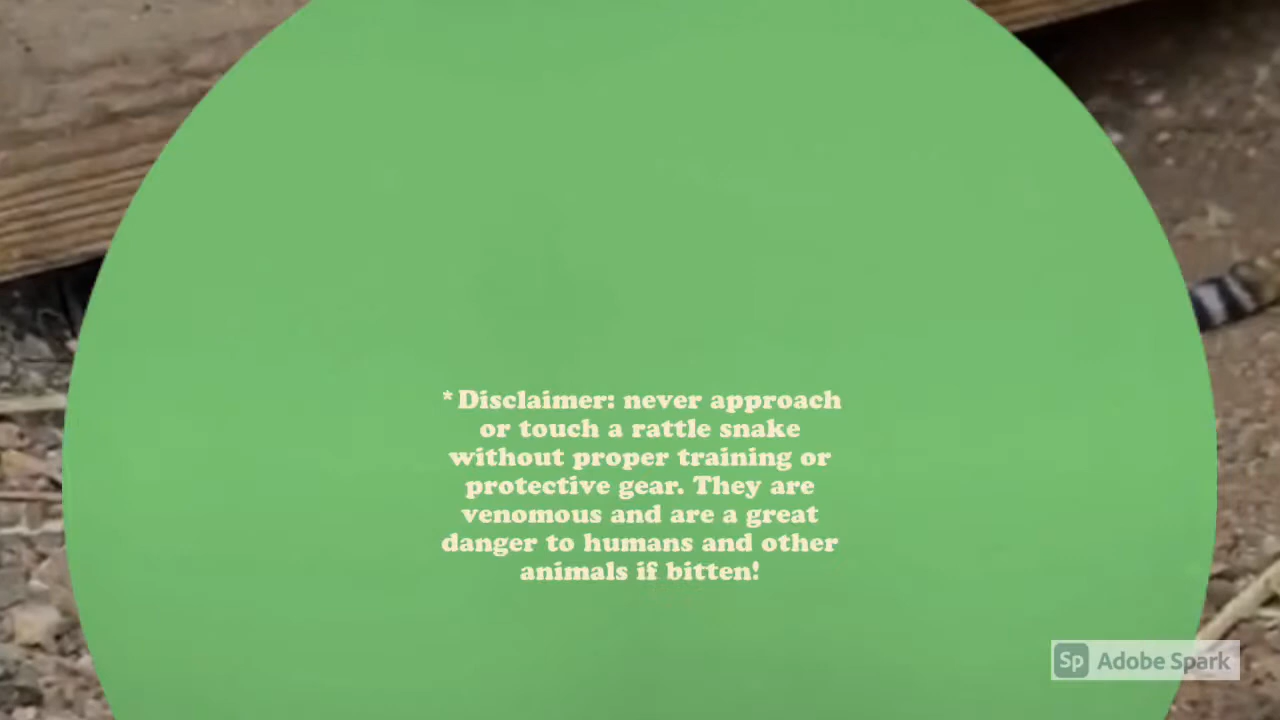 *Disclaimer: never approach
or touch a rattle snake
without proper training or
protective gear. They are
venomous and are a great
danger to humans and other
animals if bitten!
Sp Adobe Spark